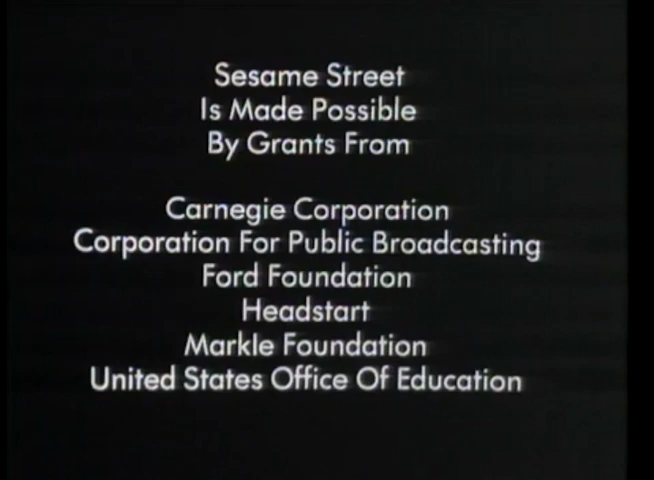 Sesame Street
Is Made Possible
By Grants From
Carnegie Corporation
Corporation For Public Broadcasting
Ford Foundation
Headstart
Markle Foundation
United States Office Of Education